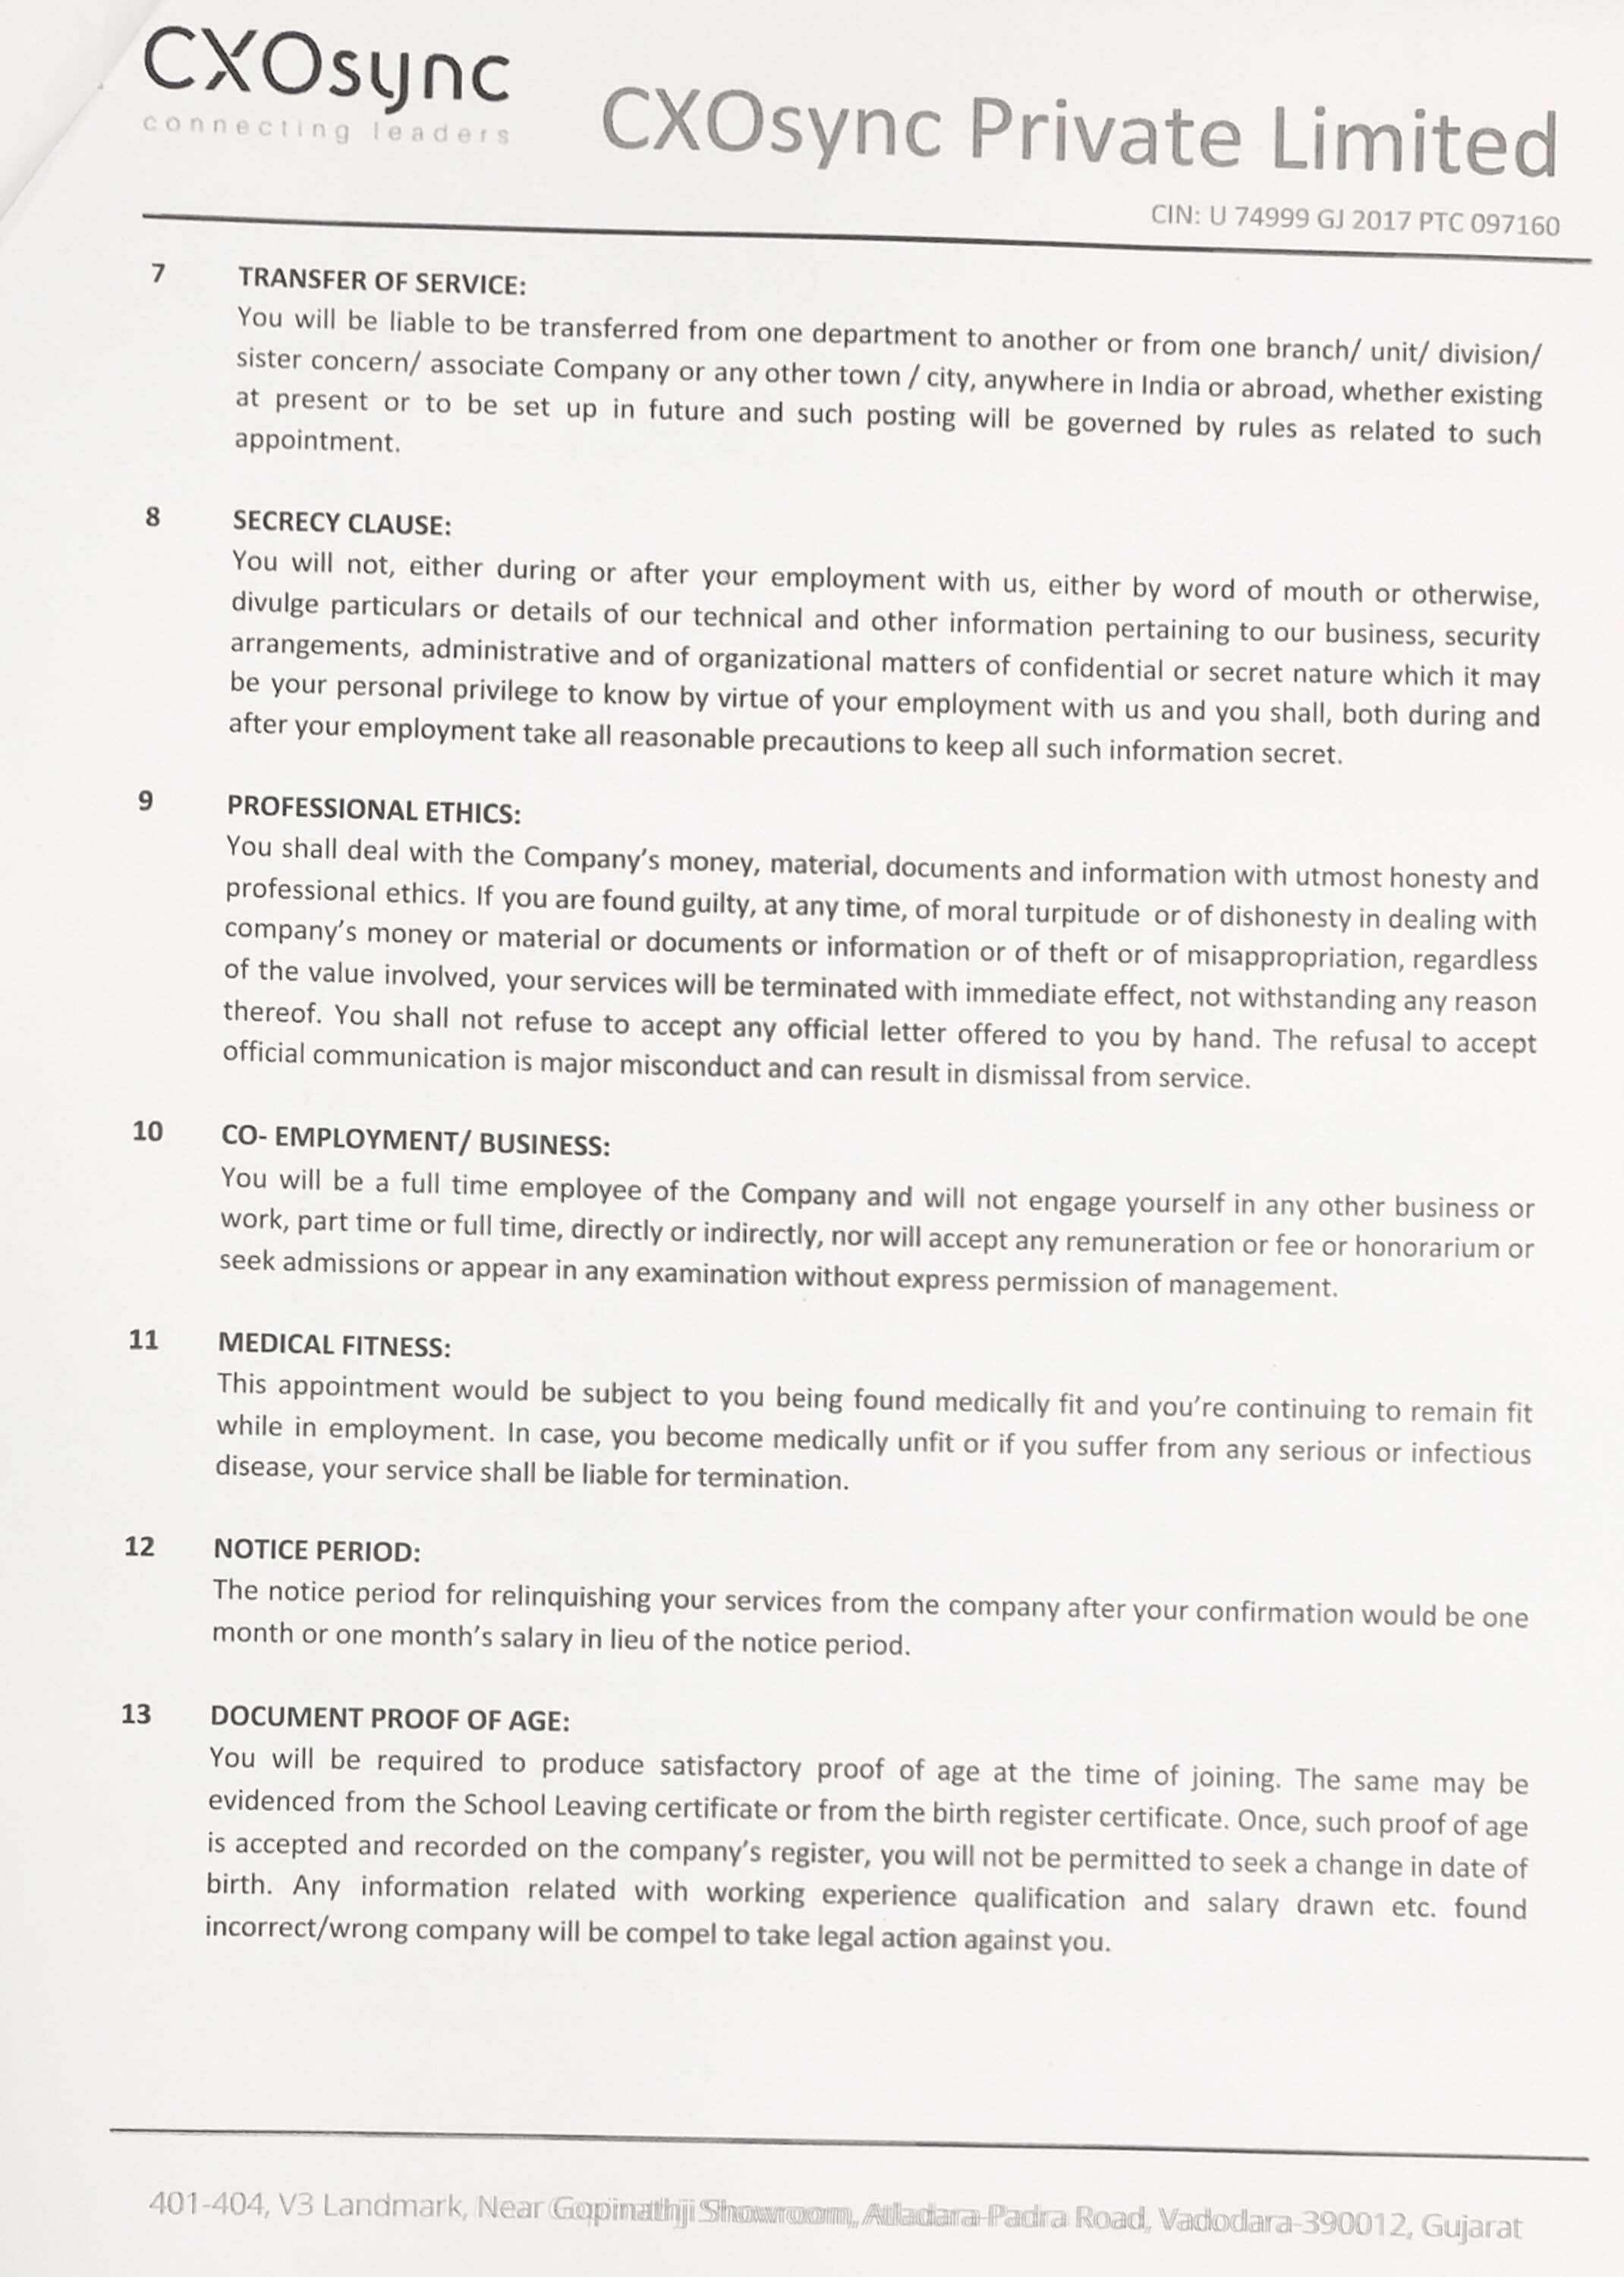 CXOsync
connecting leaders
CXOsync Private Limited
CIN: U 74999 GJ 2017 PTC 097160
7 TRANSFER OF SERVICE:
You will be liable to be transferred from one department to another or from one branch/ unit/ division/
sister concern/ associate Company or any other town / city, anywhere in India or abroad, whether existing
at present or to be set up in future and such posting will be governed by rules as related to such
appointment.
8 SECRECY CLAUSE:
You will not, either during or after your employment with us, either by word of mouth or otherwise,
divulge particulars or details of our technical and other information pertaining to our business, security
arrangements, administrative and of organizational matters of confidential or secret nature which it may
be your personal privilege to know by virtue of your employment with us and you shall, both during and
after your employment take all reasonable precautions to keep all such information secret.
9 PROFESSIONAL ETHICS:
You shall deal with the Company's money, material, documents and information with utmost honesty and
professional ethics. If you are found guilty, at any time, of moral turpitude or of dishonesty in dealing with
company's money or material or documents or information or of theft or of misappropriation, regardless
of the value involved, your services will be terminated with immediate effect, not withstanding any reason
thereof. You shall not refuse to accept any official letter offered to you by hand. The refusal to accept
official communication is major misconduct and can result in dismissal from service.
10 CO- EMPLOYMENT/ BUSINESS:
You will be a full time employee of the Company and will not engage yourself in any other business or
work, part time or full time, directly or indirectly, nor will accept any remuneration or fee or honorarium or
seek admissions or appear in any examination without express permission of management.
11 MEDICAL FITNESS:
This appointment would be subject to you being found medically fit and you're continuing to remain fit
while in employment. In case, you become medically unfit or if you suffer from any serious or infectious
disease, your service shall be liable for termination.
12 NOTICE PERIOD:
The notice period for relinquishing your services from the company after your confirmation would be one
month or one month's salary in lieu of the notice period.
13 DOCUMENT PROOF OF AGE:
You will be required to produce satisfactory proof of age at the time of joining. The same may be
evidenced from the School Leaving certificate or from the birth register certificate. Once, such proof of age
is accepted and recorded on the company's register, you will not be permitted to seek a change in date of
birth. Any information related with working experience qualification and salary drawn etc. found
incorrect/wrong company will be compel to take legal action against you.
401-404, V3 Landmark, Near Gopinathji Showroom, Atladara-Padra Road, Vadodara-390012, Gujarat